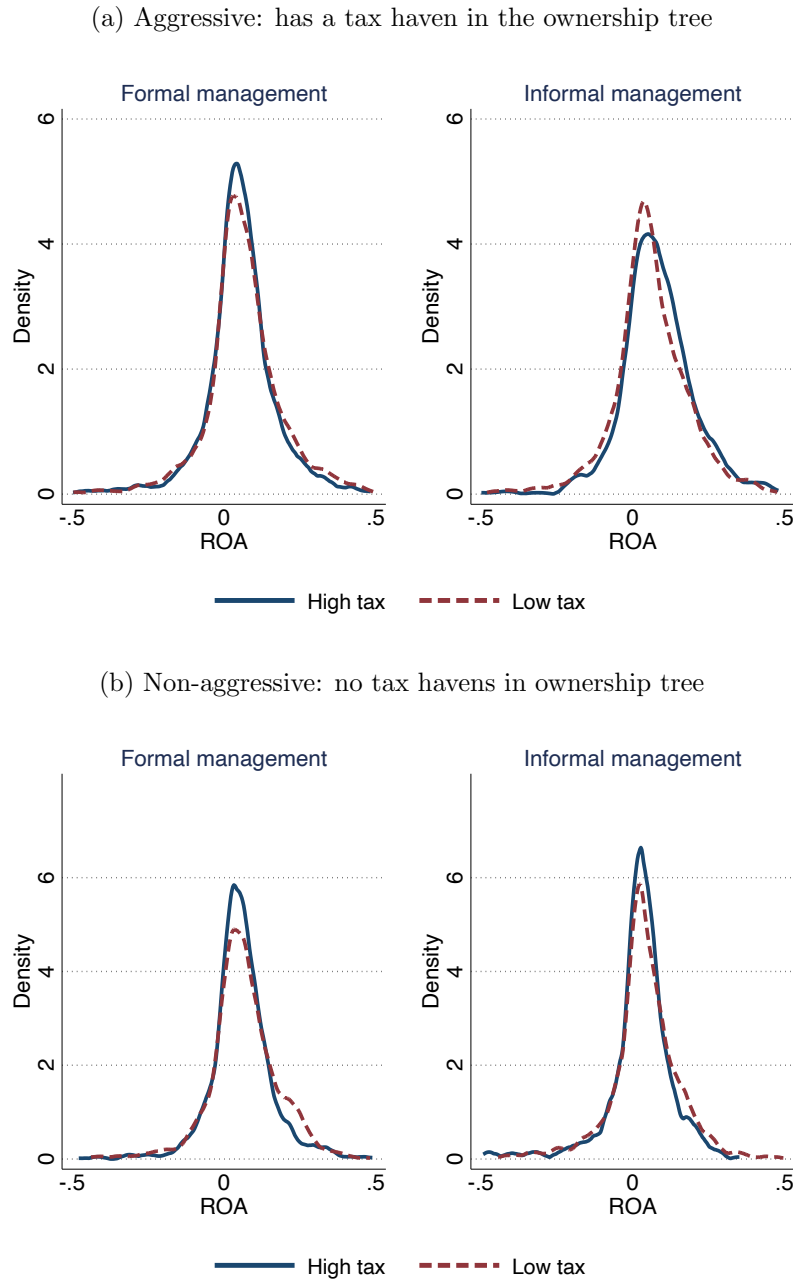 (a) Aggressive: has a tax haven in the ownership tree
Formal management
Informal management
Density
6
4
2
0
-.5 0 .5
ROA
Density
6
4
2
0
-.5 0 .5
ROA
High tax Low tax
(b) Non-aggressive: no tax havens in ownership tree
Formal management
Informal management
Density
6
4
2
0
-.5 0 .5
ROA
Density
6
4
2
0
-.5 0 .5
ROA
High tax Low tax